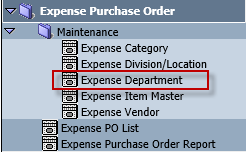 Expense Purchase Order
Maintenance
Expense Category
Expense Division/Location
Expense Department
Expense Item Master
Expense Vendor
Expense PO List
Expense Purchase Order Report